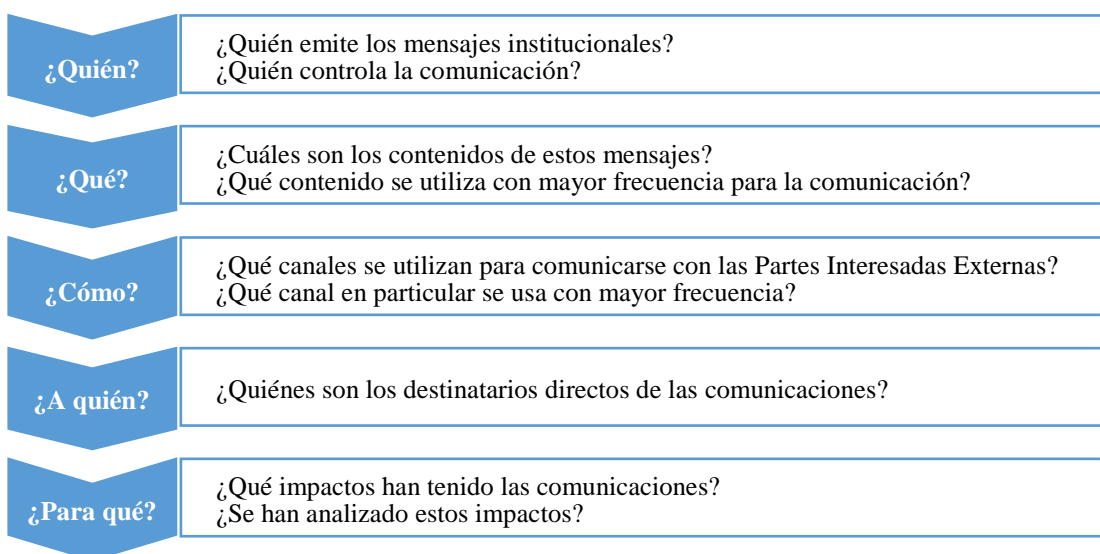 ¿Quién?
¿Quién emite los mensajes institucionales?
¿Quién controla la comunicación?
¿Qué?
¿Cuáles son los contenidos de estos mensajes?
¿Qué contenido se utiliza con mayor frecuencia para la comunicación?
¿Cómo?
¿Qué canales se utilizan para comunicarse con las Partes Interesadas Externas?
¿Qué canal en particular se usa con mayor frecuencia?
¿A quién?
¿Quiénes son los destinatarios directos de las comunicaciones?
¿Para qué?
¿Qué impactos han tenido las comunicaciones?
¿Se han analizado estos impactos?